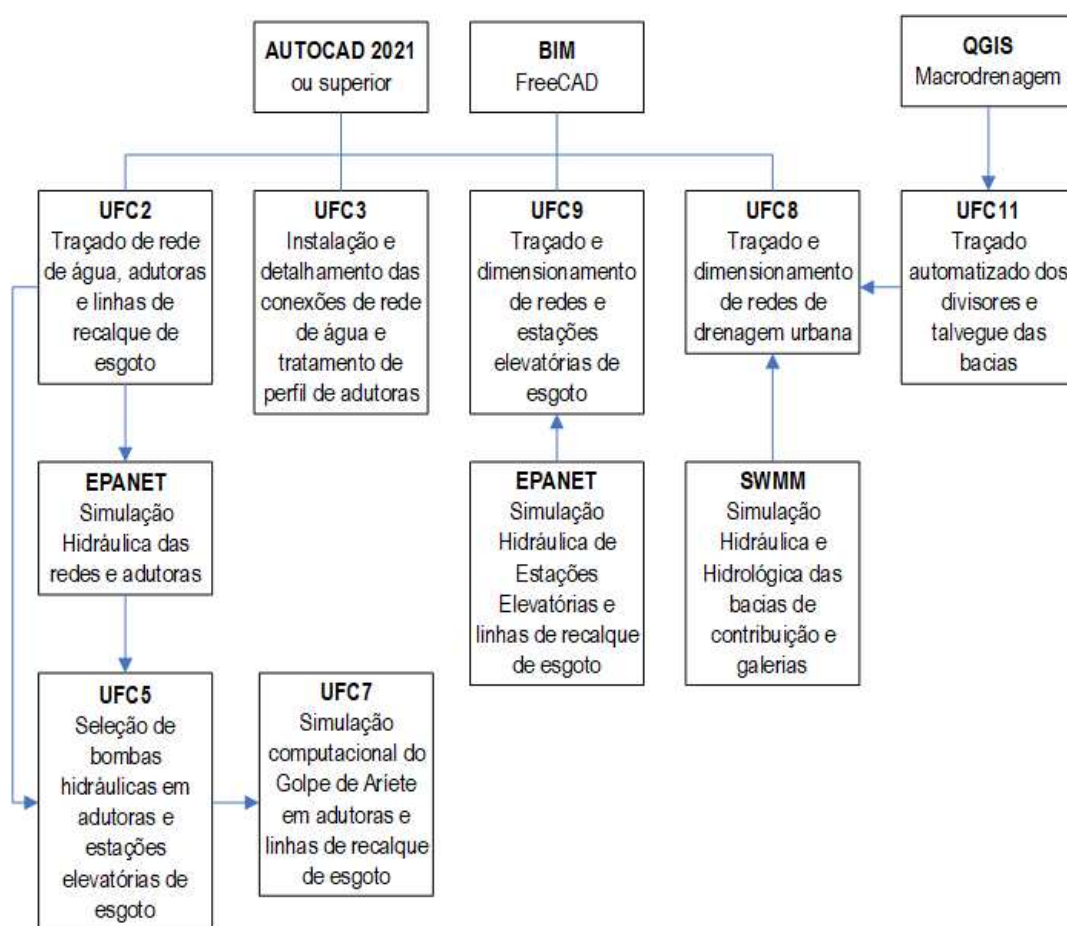 AUTOCAD 2021
ou superior
BIM
FreeCAD
QGIS
Macrodrenagem
UFC2
Traçado de rede
de água, adutoras
e linhas de
recalque de
esgoto
UFC3
Instalação e
detalhamento das
conexões de rede
de água e
tratamento de
perfil de adutoras
UFC9
Traçado e
dimensionamento
de redes e
estações
elevatórias de
esgoto
UFC8
Traçado e
dimensionamento
de redes de
drenagem urbana
UFC11
Traçado
automatizado dos
divisores e
talvegue das
bacias
EPANET
Simulação
Hidráulica das
redes e adutoras
EPANET
Simulação
Hidráulica de
Estações
Elevatórias e
linhas de recalque
de esgoto
SWMM
Simulação
Hidráulica e
Hidrológica das
bacias de
contribuição e
galerias
UFC5
Seleção de
bombas
hidráulicas em
adutoras e
estações
elevatórias de
esgoto
UFC7
Simulação
computacional do
Golpe de Aríete
em adutoras e
linhas de recalque
de esgoto